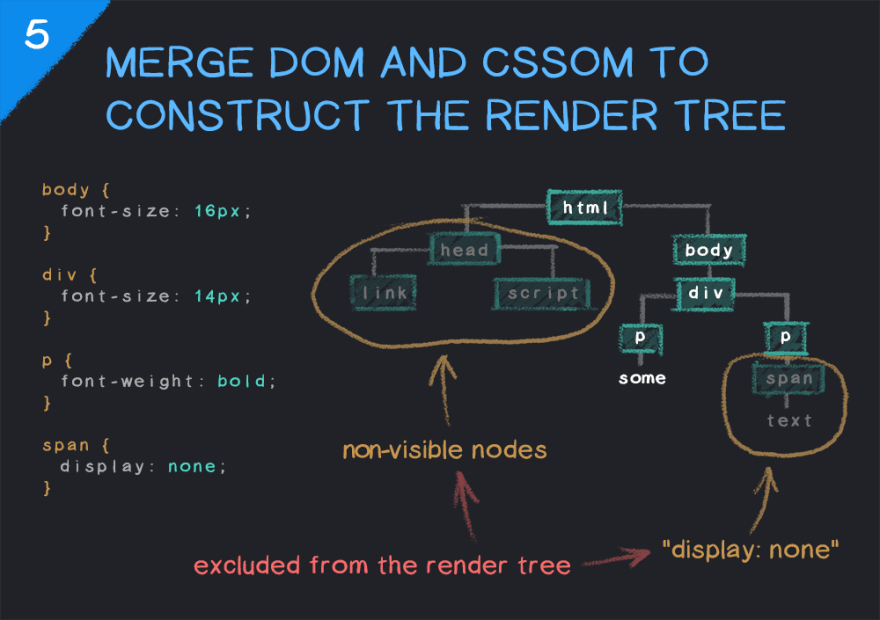 5
MERGE DOM AND CSSOM TO
CONSTRUCT THE RENDER TREE
body {
font-size: 16px;
}
div {
font-size: 14px;
}
p {
font-weight: bold;
}
span {
display: none;
}
html
head
body
link
script
div
p
p
some
span
text
non-visible nodes
"display: none"
excluded from the render tree